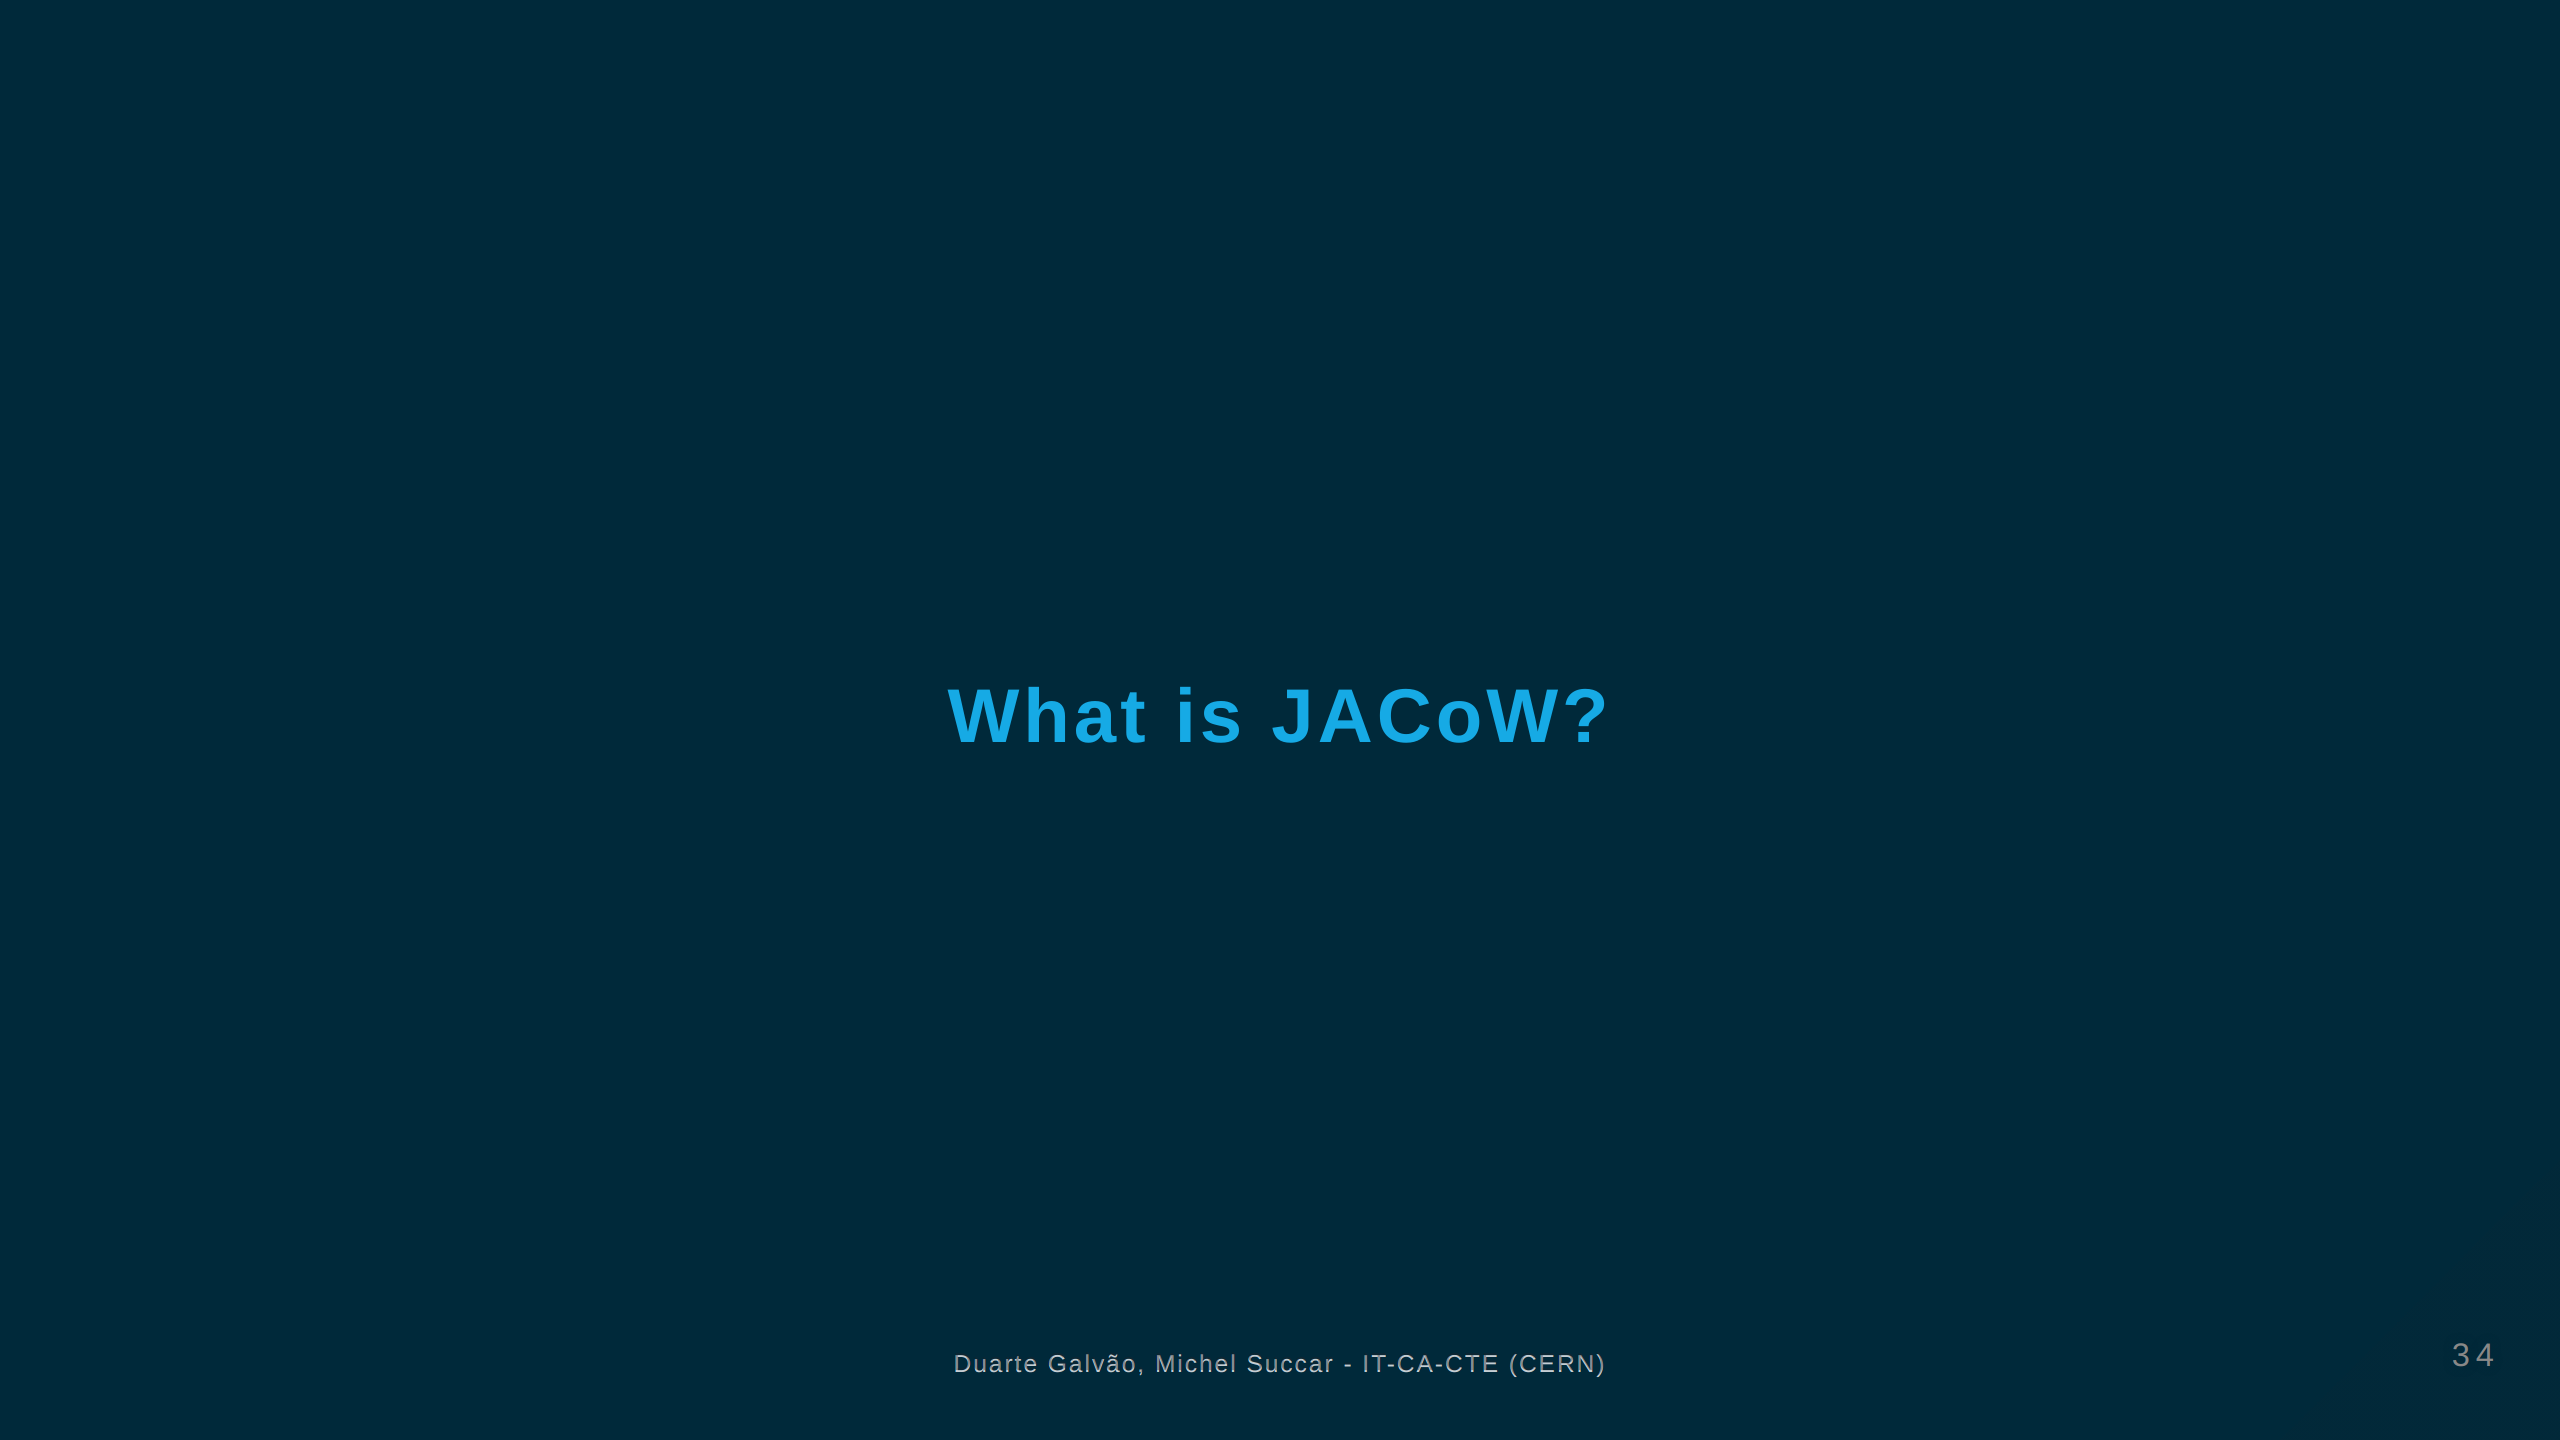 What is JACoW?
Duarte Galvão, Michel Succar - IT-CA-CTE (CERN)
34